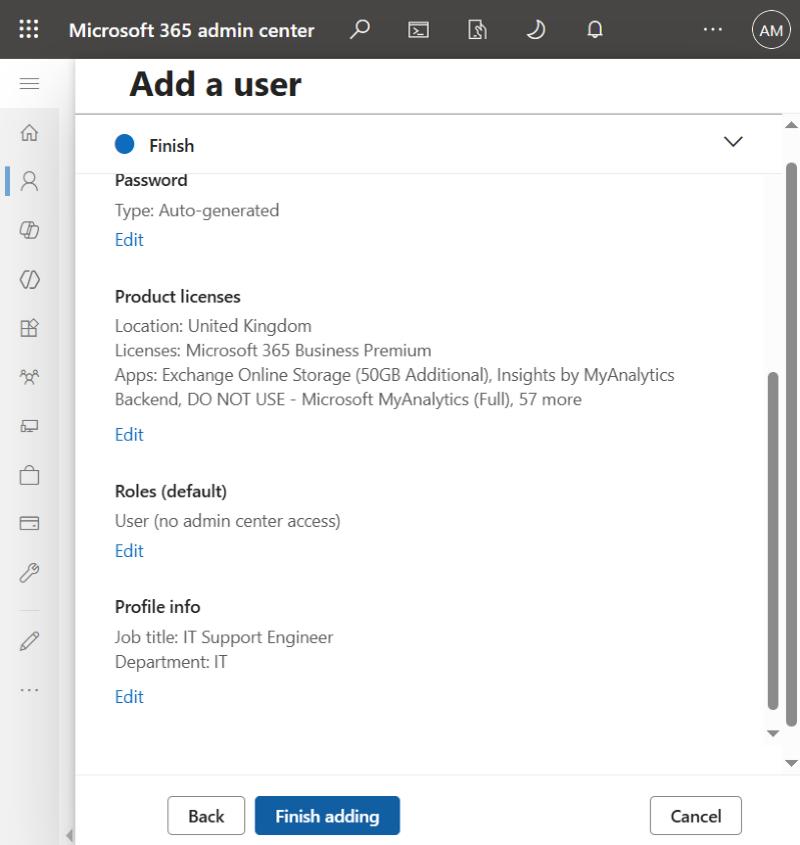 Microsoft 365 admin center
AM
Add a user
Finish
Password
Type: Auto-generated
Edit
Product licenses
Location: United Kingdom
Licenses: Microsoft 365 Business Premium
Apps: Exchange Online Storage (50GB Additional), Insights by MyAnalytics
Backend, DO NOT USE - Microsoft MyAnalytics (Full), 57 more
Edit
Roles (default)
User (no admin center access)
Edit
Profile info
Job title: IT Support Engineer
Department: IT
Edit
Back
Finish adding
Cancel